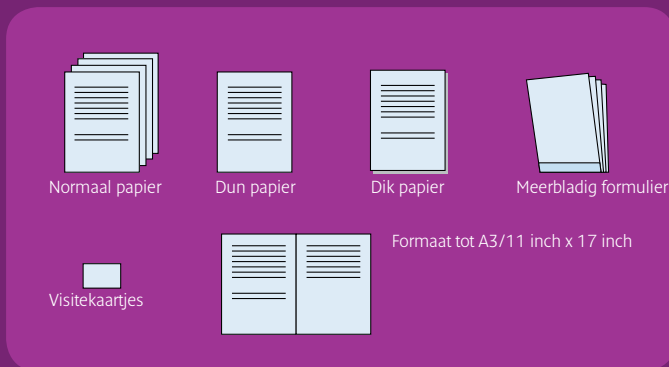 Normaal papier
Dun papier
Dik papier
Meerbladig formulier
Formaat tot A3/11 inch x 17 inch
Visitekaartjes